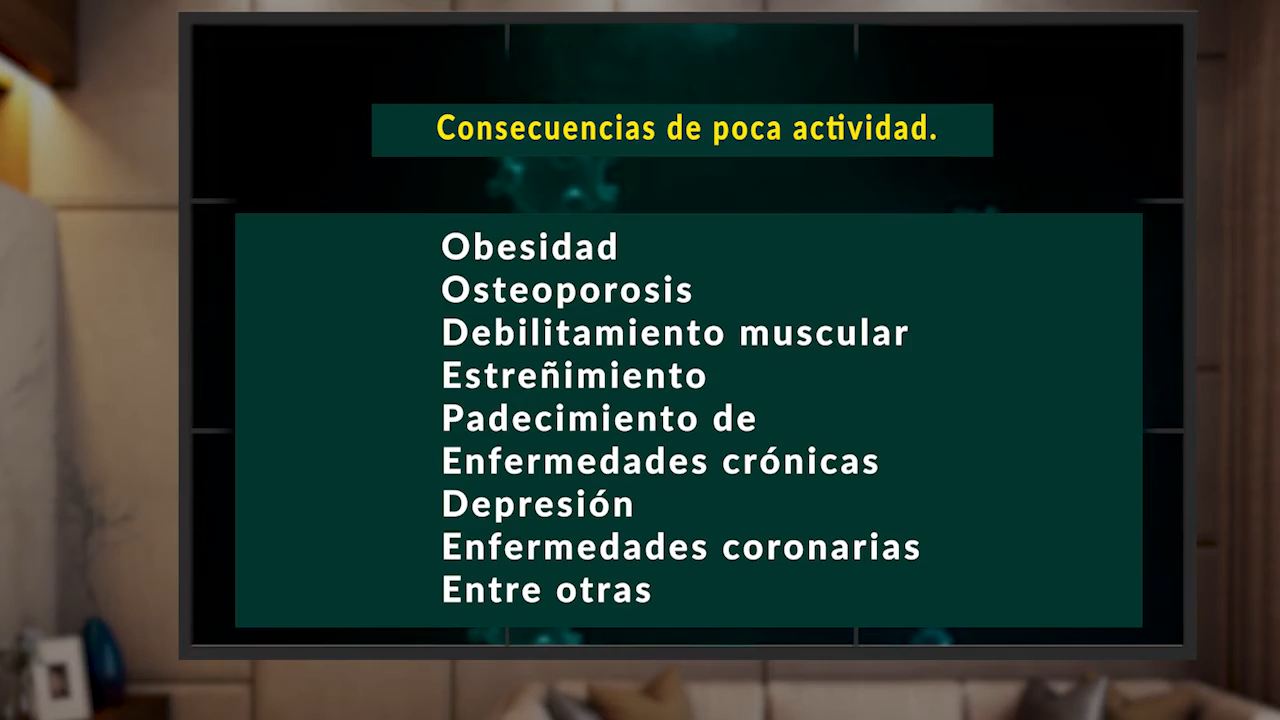 Consecuencias de poca actividad.
Obesidad
Osteoporosis
Debilitamiento muscular
Estreñimiento
Padecimiento de
Enfermedades crónicas
Depresión
Enfermedades coronarias
Entre otras